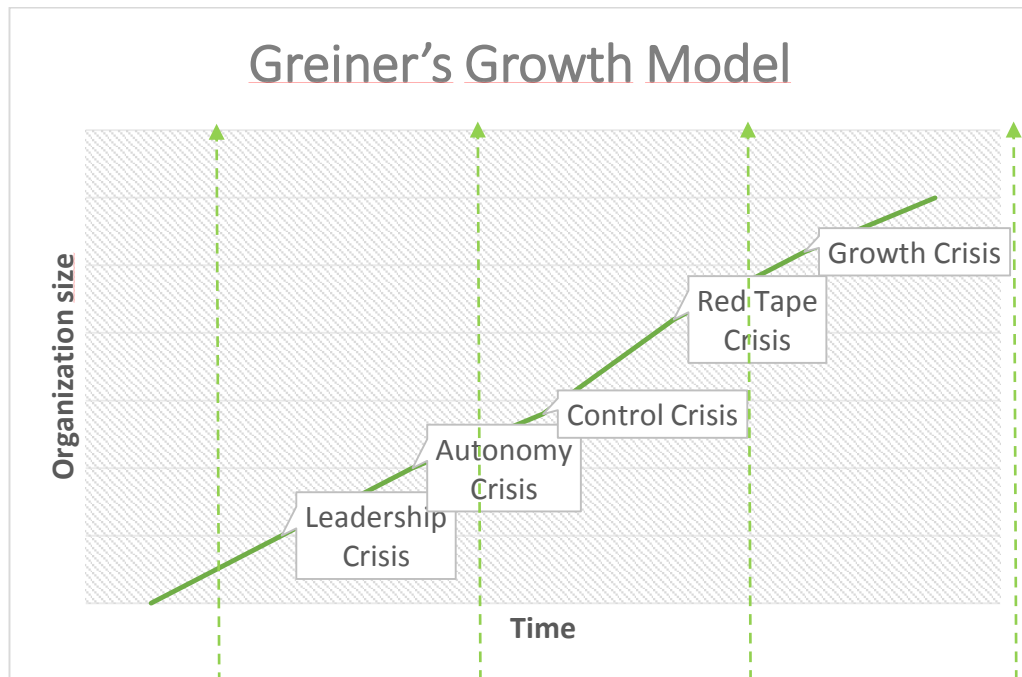 Greiner's Growth Model
Organization size
Growth Crisis
Red Tape
Crisis
Control Crisis
Autonomy
Crisis
Leadership
Crisis
Time